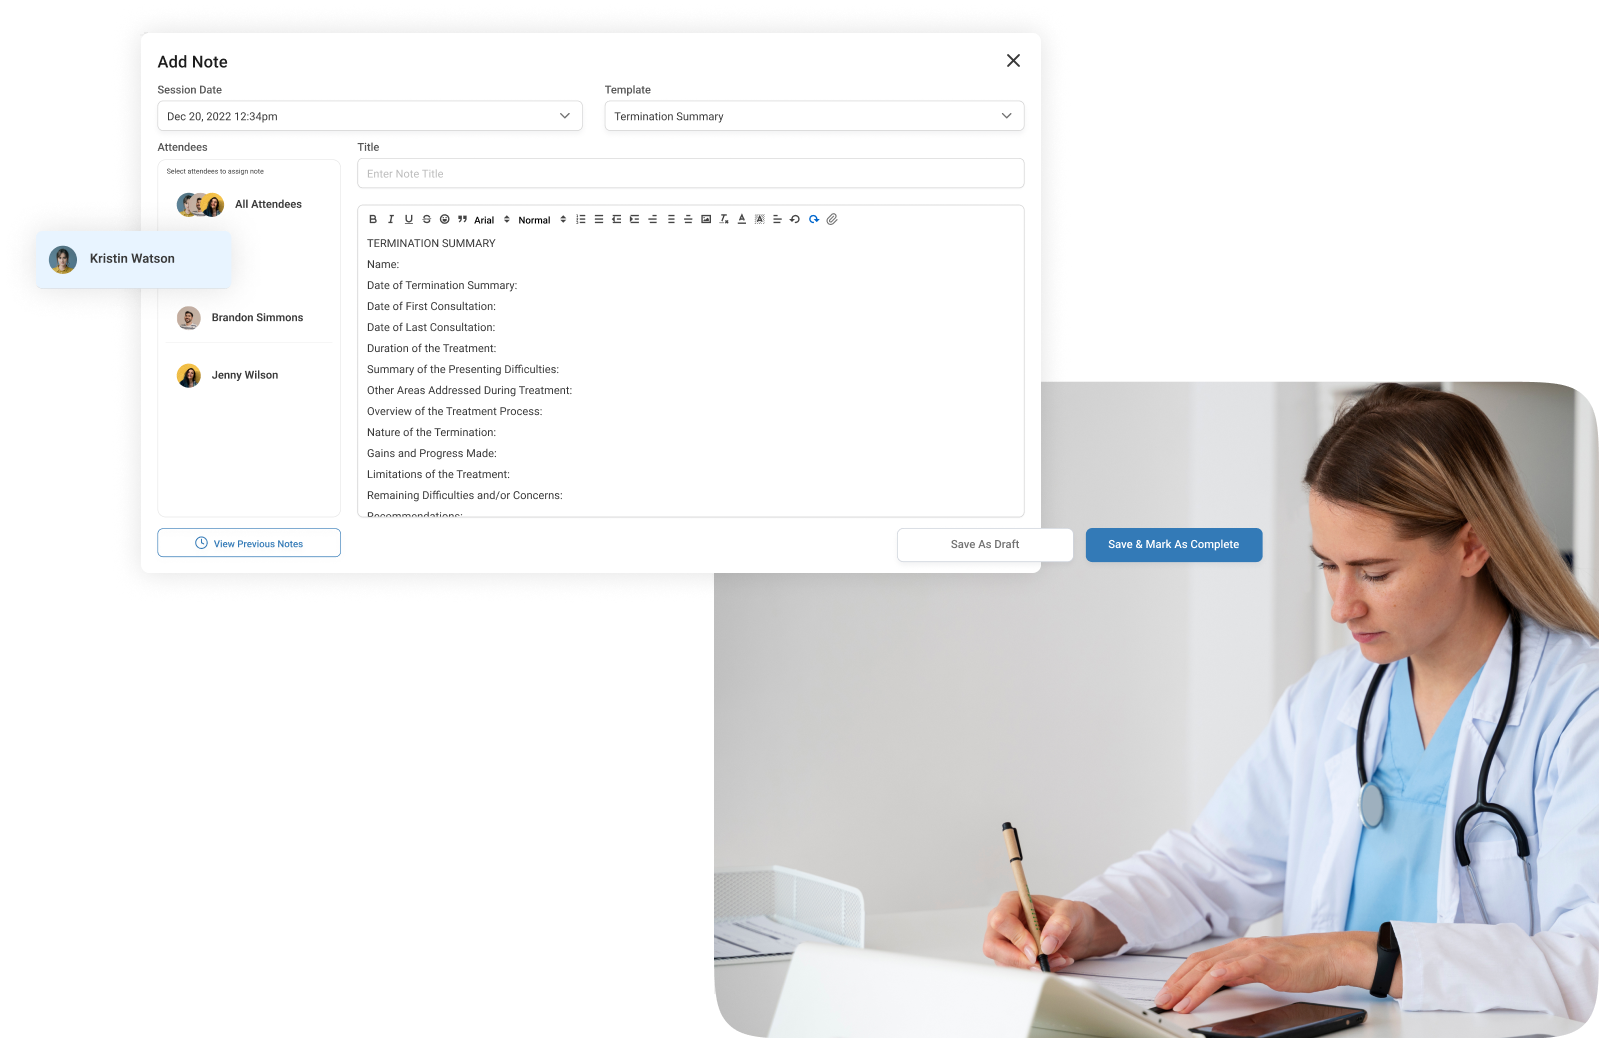 Add Note
Session Date
Template
Dec 20, 2022 12:34pm
Termination Summary
Attendees
Title
Select attendees to assign note
Enter Note Title
All Attendees
Kristin Watson
Brandon Simmons
Jenny Wilson
B I U S Arial Normal
TERMINATION SUMMARY
Name:
Date of Termination Summary:
Date of First Consultation:
Date of Last Consultation:
Duration of the Treatment:
Summary of the Presenting Difficulties:
Other Areas Addressed During Treatment:
Overview of the Treatment Process:
Nature of the Termination:
Gains and Progress Made:
Limitations of the Treatment:
Remaining Difficulties and/or Concerns:
Recommendations:
View Previous Notes
Save As Draft
Save & Mark As Complete